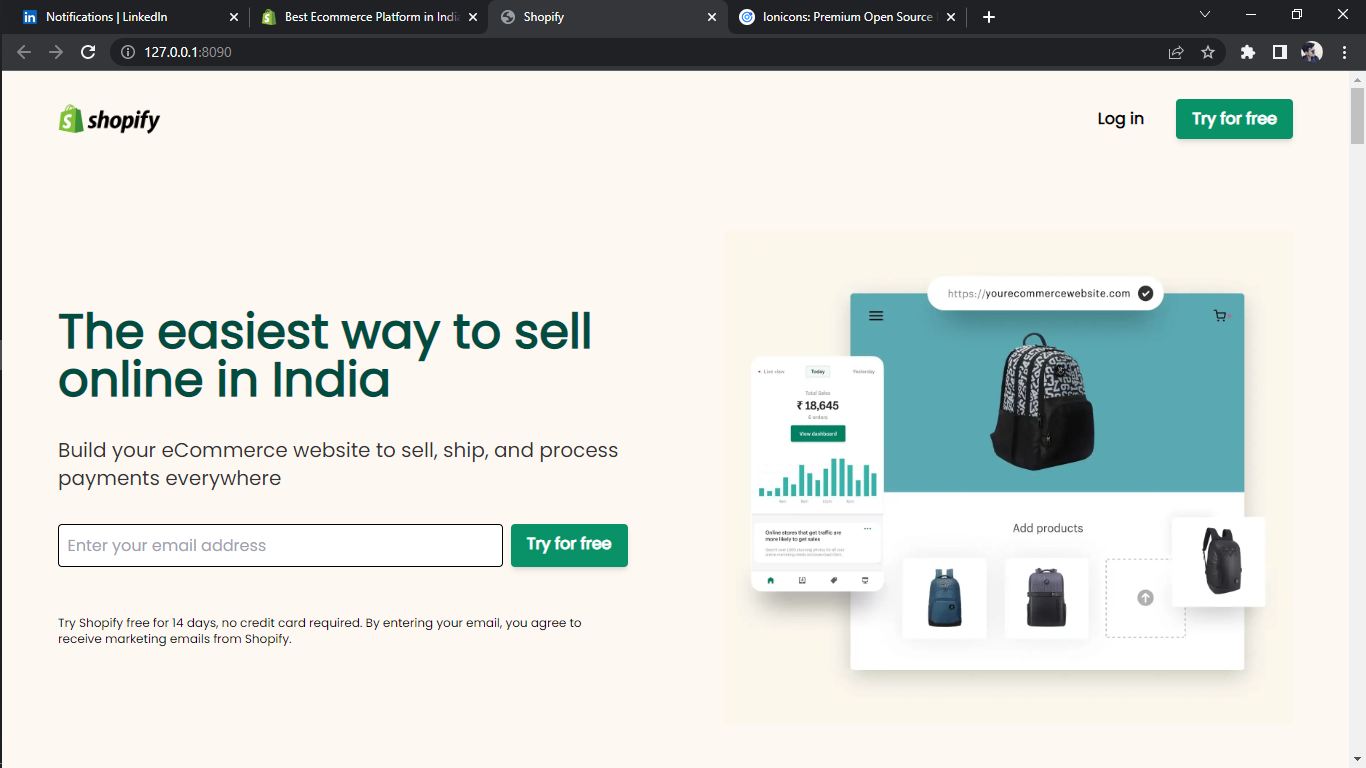 Notifications | LinkedIn
Best Ecommerce Platform in Indi
Shopify
Ionicons: Premium Open Source
127.0.0.1:8090
shopify
Log in
Try for free
The easiest way to sell
online in India
Build your eCommerce website to sell, ship, and process
payments everywhere
Enter your email address
Try for free
Try Shopify free for 14 days, no credit card required. By entering your email, you agree to
receive marketing emails from Shopify.
https://yourecommercewebsite.com
Live view
Today
Yesterday
Total Sales
₹ 18,645
6 orders
View dashboard
Online stores that get traffic are
more likely to get sales
Add products